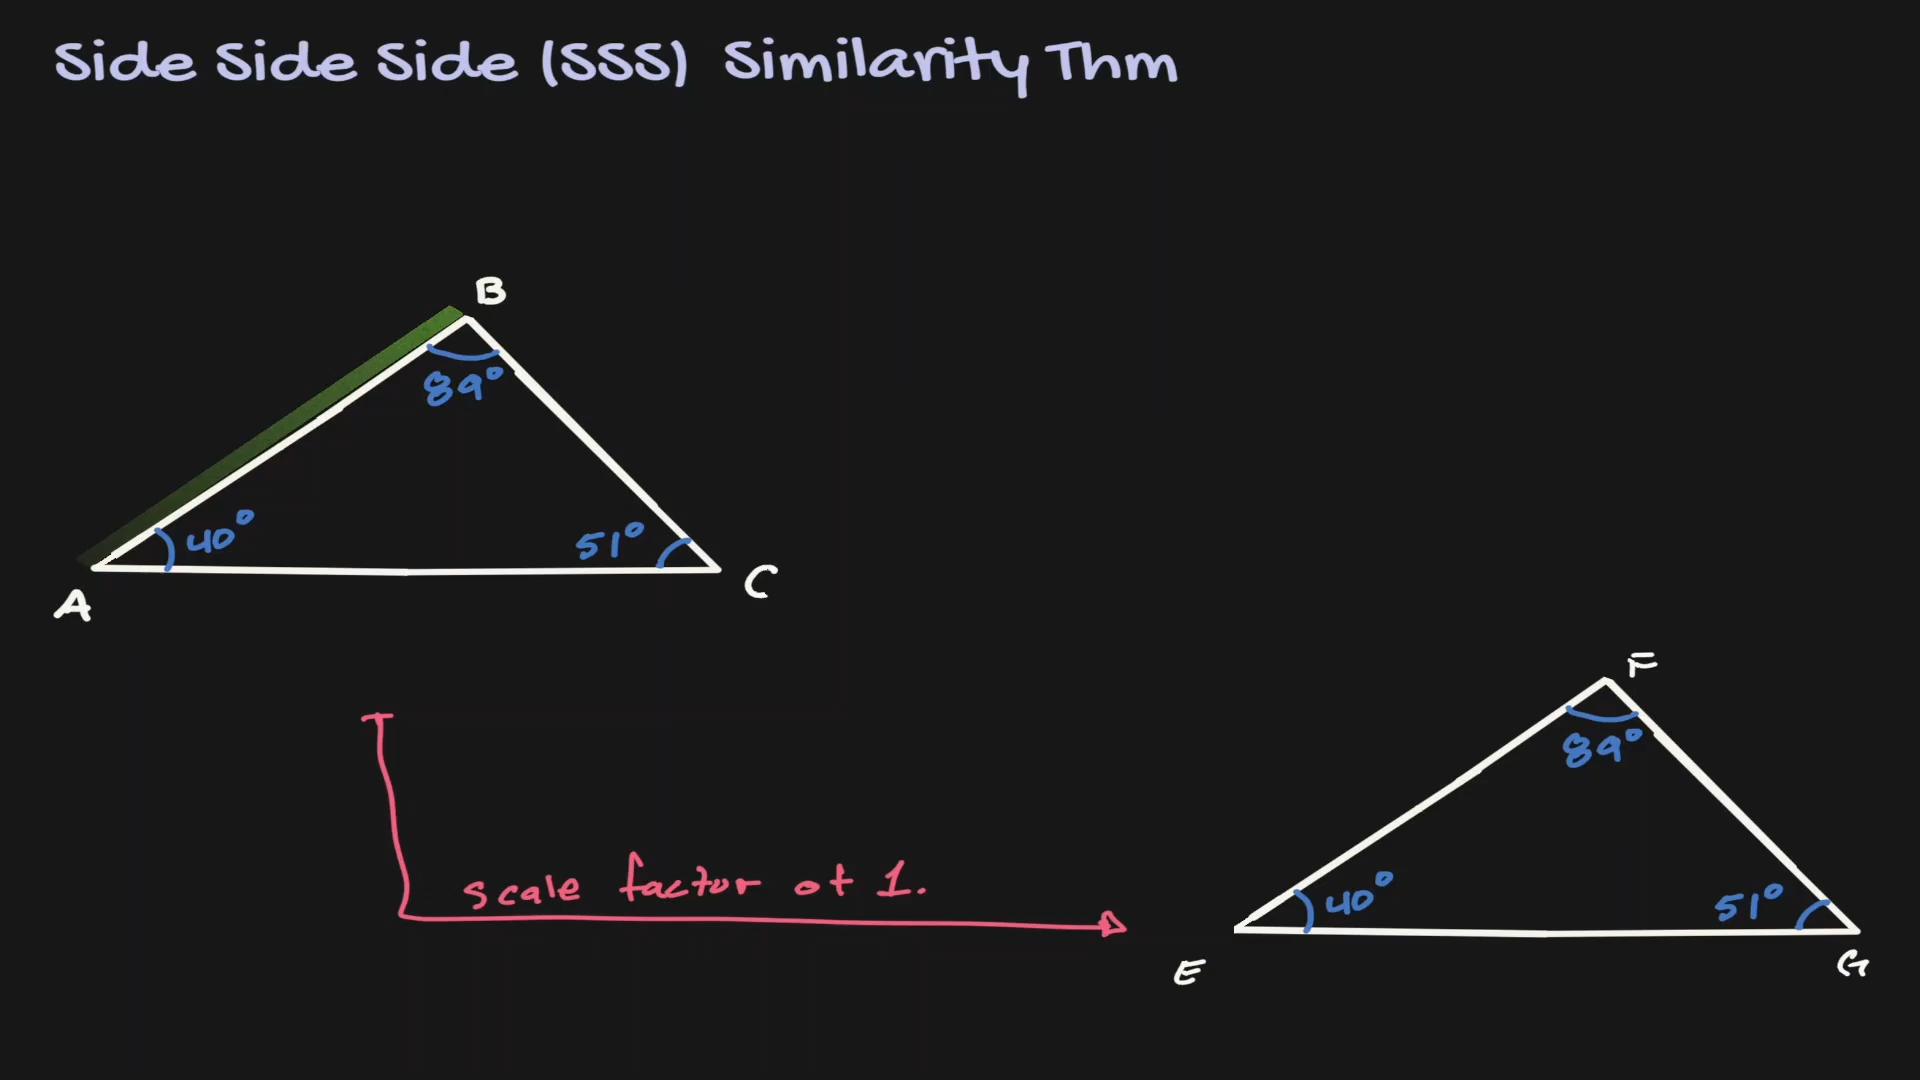 Side Side Side (SSS) Similarity Thm
B
89°
40°
51°
A
C
F
89°
scale factor of 1.
40°
51°
E
G